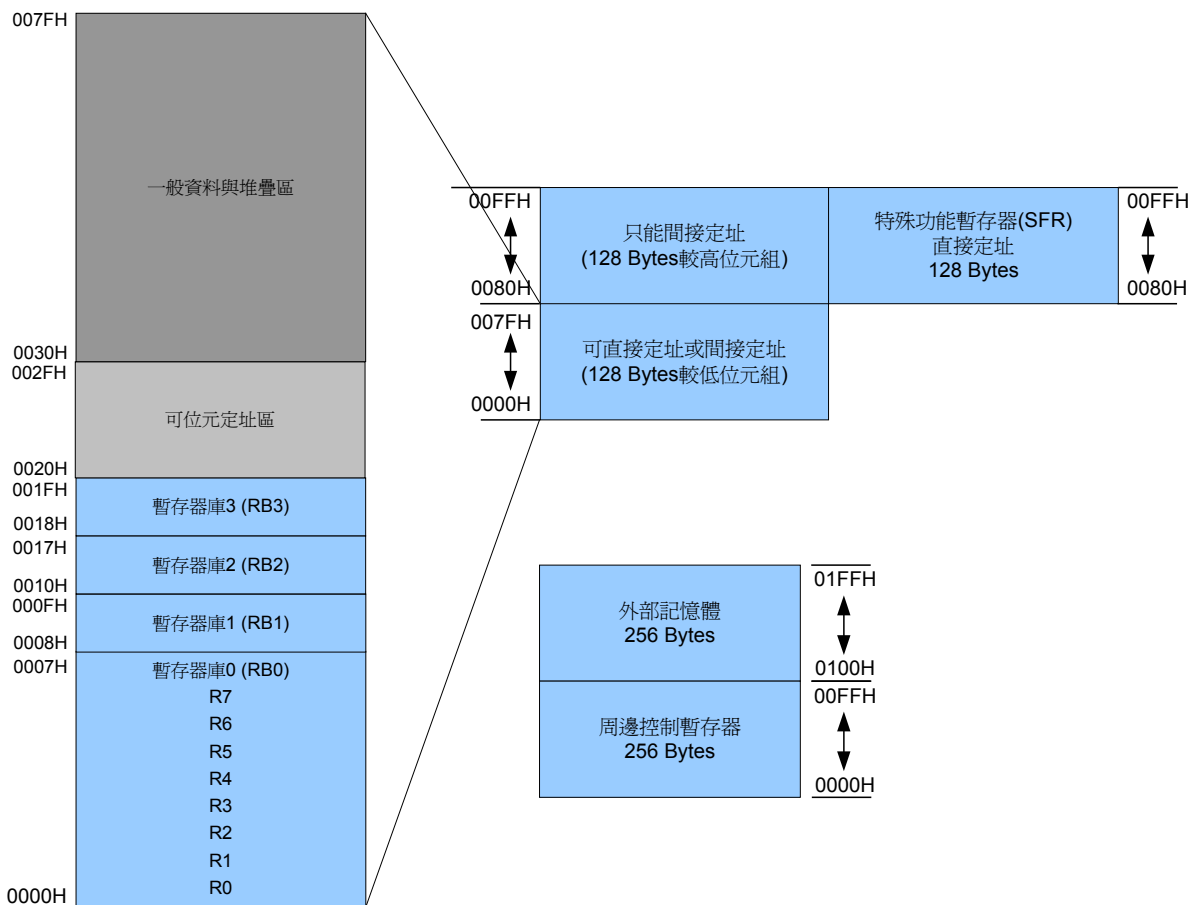 007FH
一般資料與堆疊區
0030H
002FH
可位元定址區
0020H
001FH
暫存器庫3 (RB3)
0018H
0017H
暫存器庫2 (RB2)
0010H
000FH
暫存器庫1 (RB1)
0008H
0007H
暫存器庫0 (RB0)
R7
R6
R5
R4
R3
R2
R1
R0
0000H
00FFH
0080H
只能間接定址
(128 Bytes較高位元組)
特殊功能暫存器(SFR)
直接定址
128 Bytes
00FFH
0080H
007FH
0000H
可直接定址或間接定址
(128 Bytes較低位元組)
外部記憶體
256 Bytes
01FFH
0100H
周邊控制暫存器
256 Bytes
00FFH
0000H